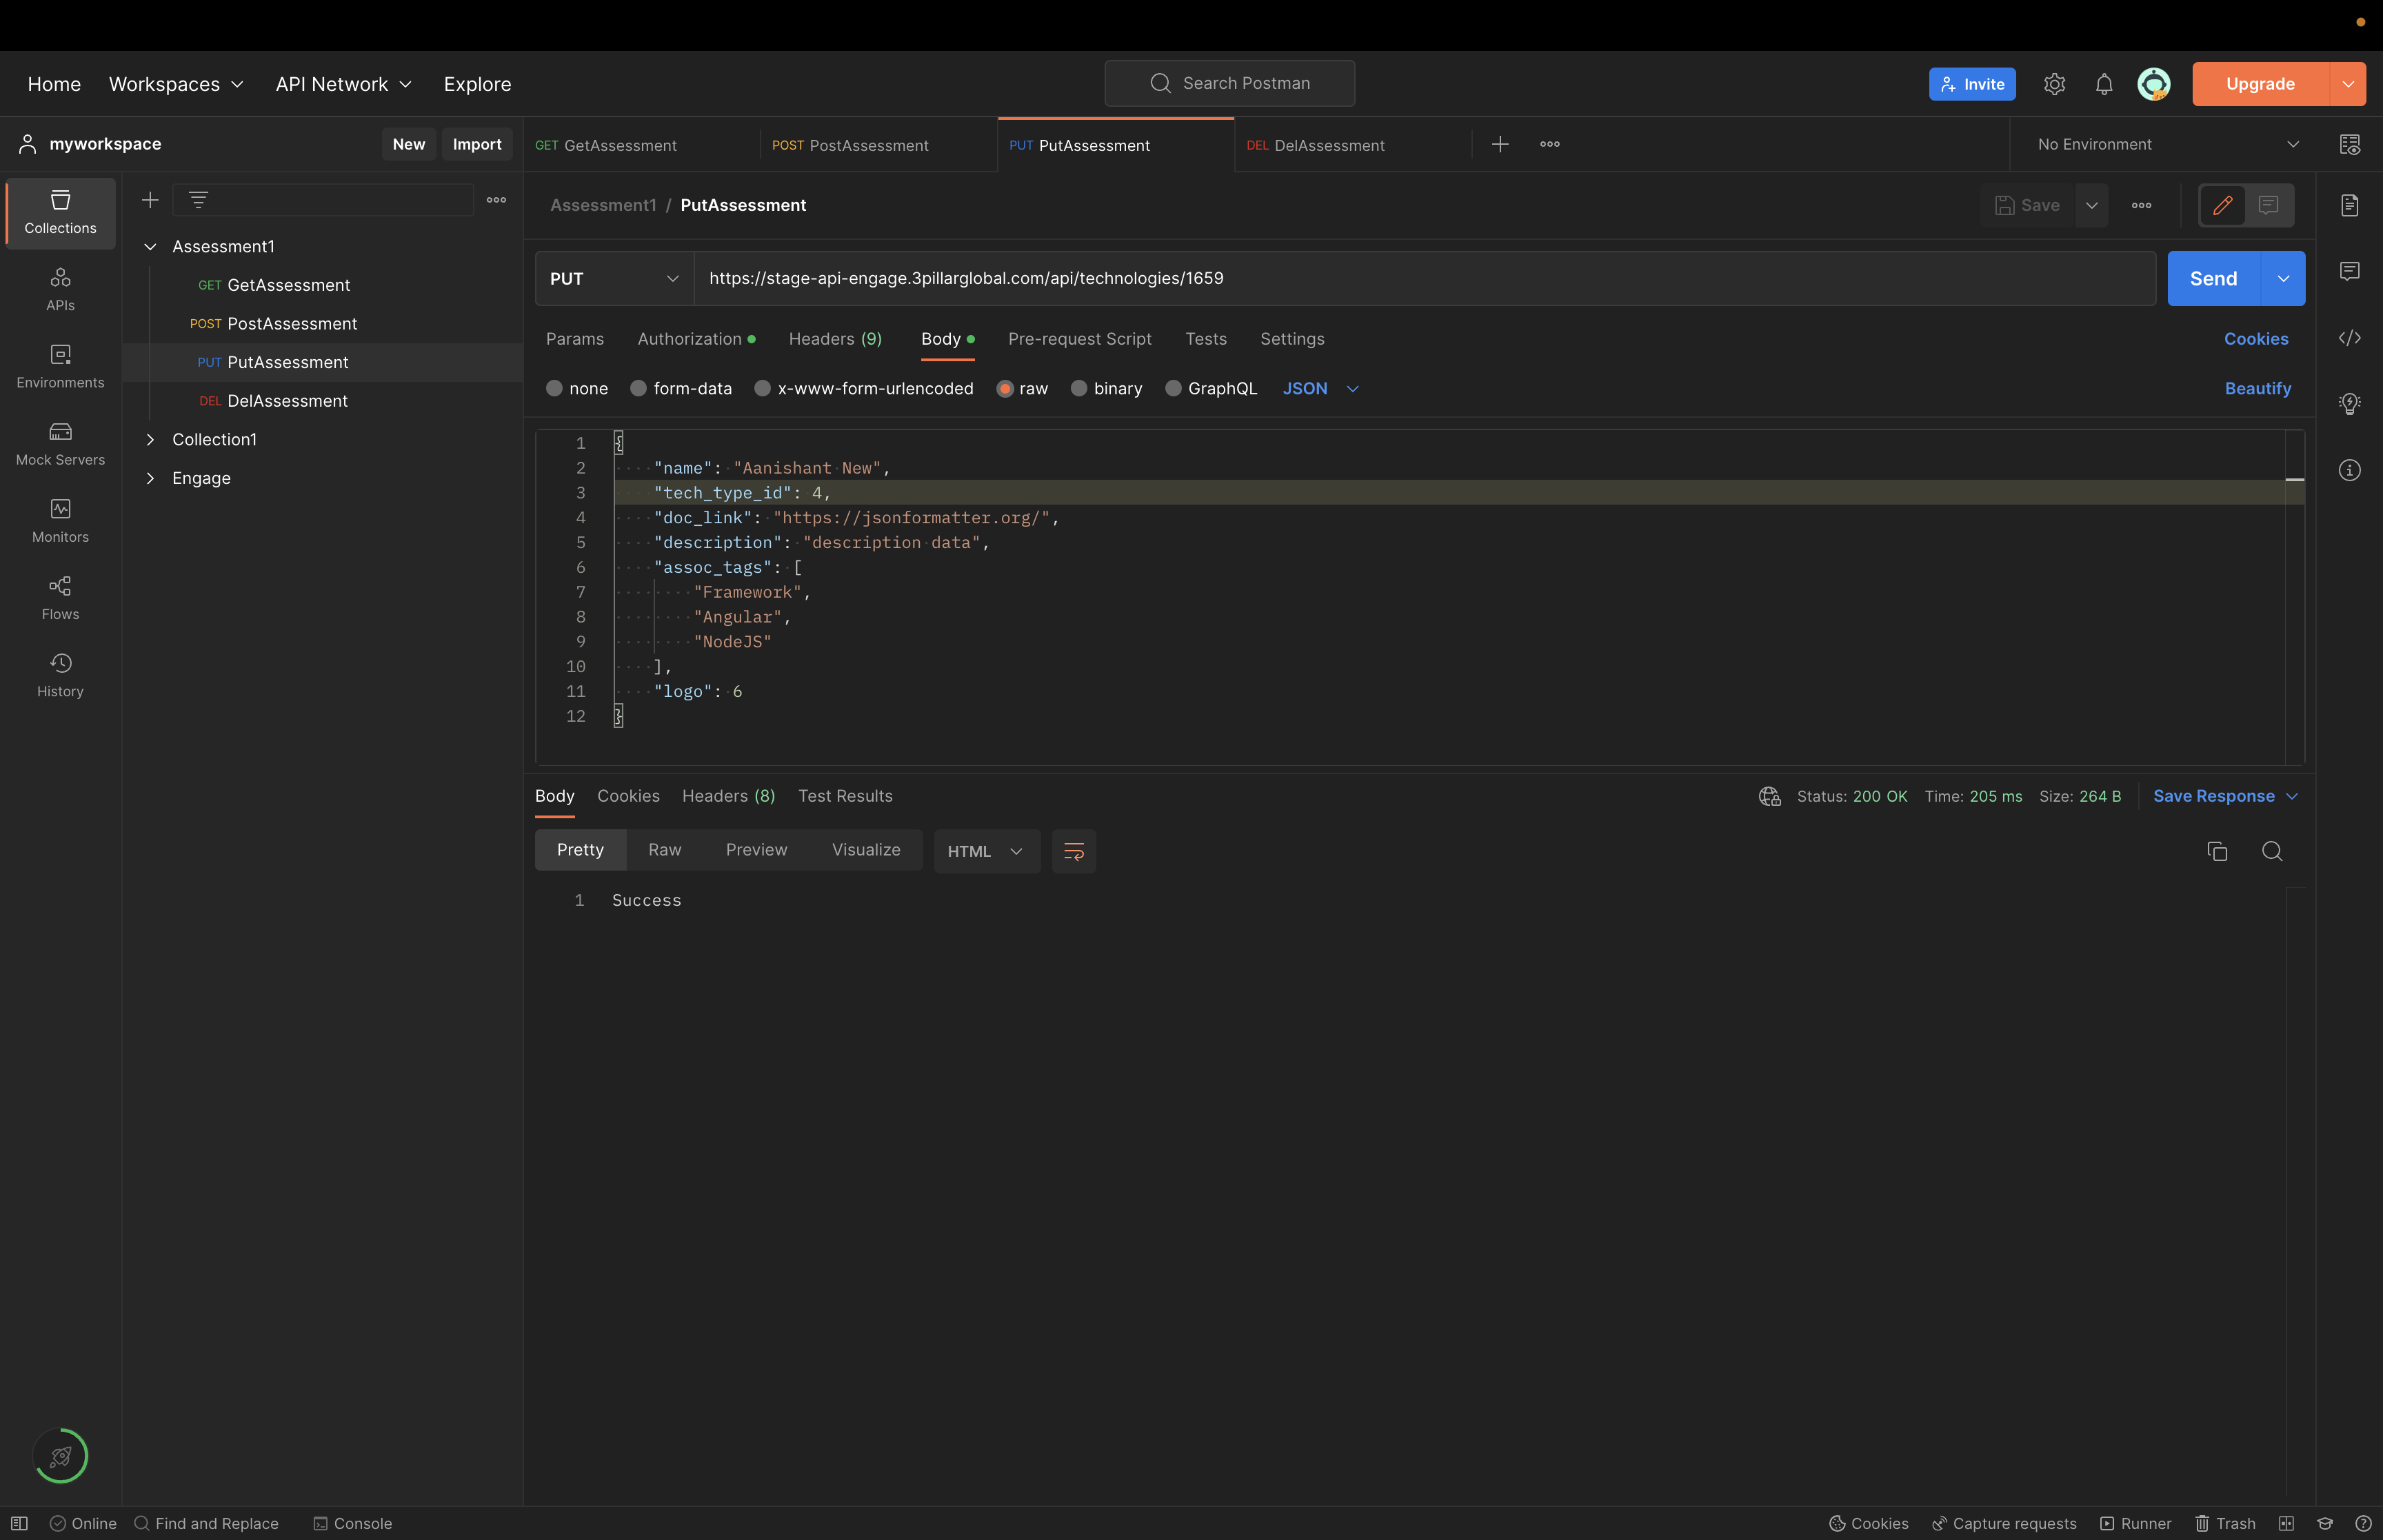 Home Workspaces API Network Explore Search Postman Invite Upgrade
myworkspace New Import
GET GetAssessment POST PostAssessment PUT PutAssessment DEL DelAssessment No Environment
Collections
APIs
Environments
Mock Servers
Monitors
Flows
History
Assessment1
GET GetAssessment
POST PostAssessment
PUT PutAssessment
DEL DelAssessment
Collection1
Engage
Assessment1 / PutAssessment Save
PUT https://stage-api-engage.3pillarglobal.com/api/technologies/1659 Send
Params Authorization Headers (9) Body Pre-request Script Tests Settings Cookies
none form-data x-www-form-urlencoded raw binary GraphQL JSON Beautify
1 {
2 "name": "Aanishant New",
3 "tech_type_id": 4,
4 "doc_link": "https://jsonformatter.org/",
5 "description": "description data",
6 "assoc_tags": [
7 "Framework",
8 "Angular",
9 "NodeJS"
10 ],
11 "logo": 6
12 }
Body Cookies Headers (8) Test Results Status: 200 OK Time: 205 ms Size: 264 B Save Response
Pretty Raw Preview Visualize HTML
1 Success
Online Find and Replace Console Cookies Capture requests Runner Trash